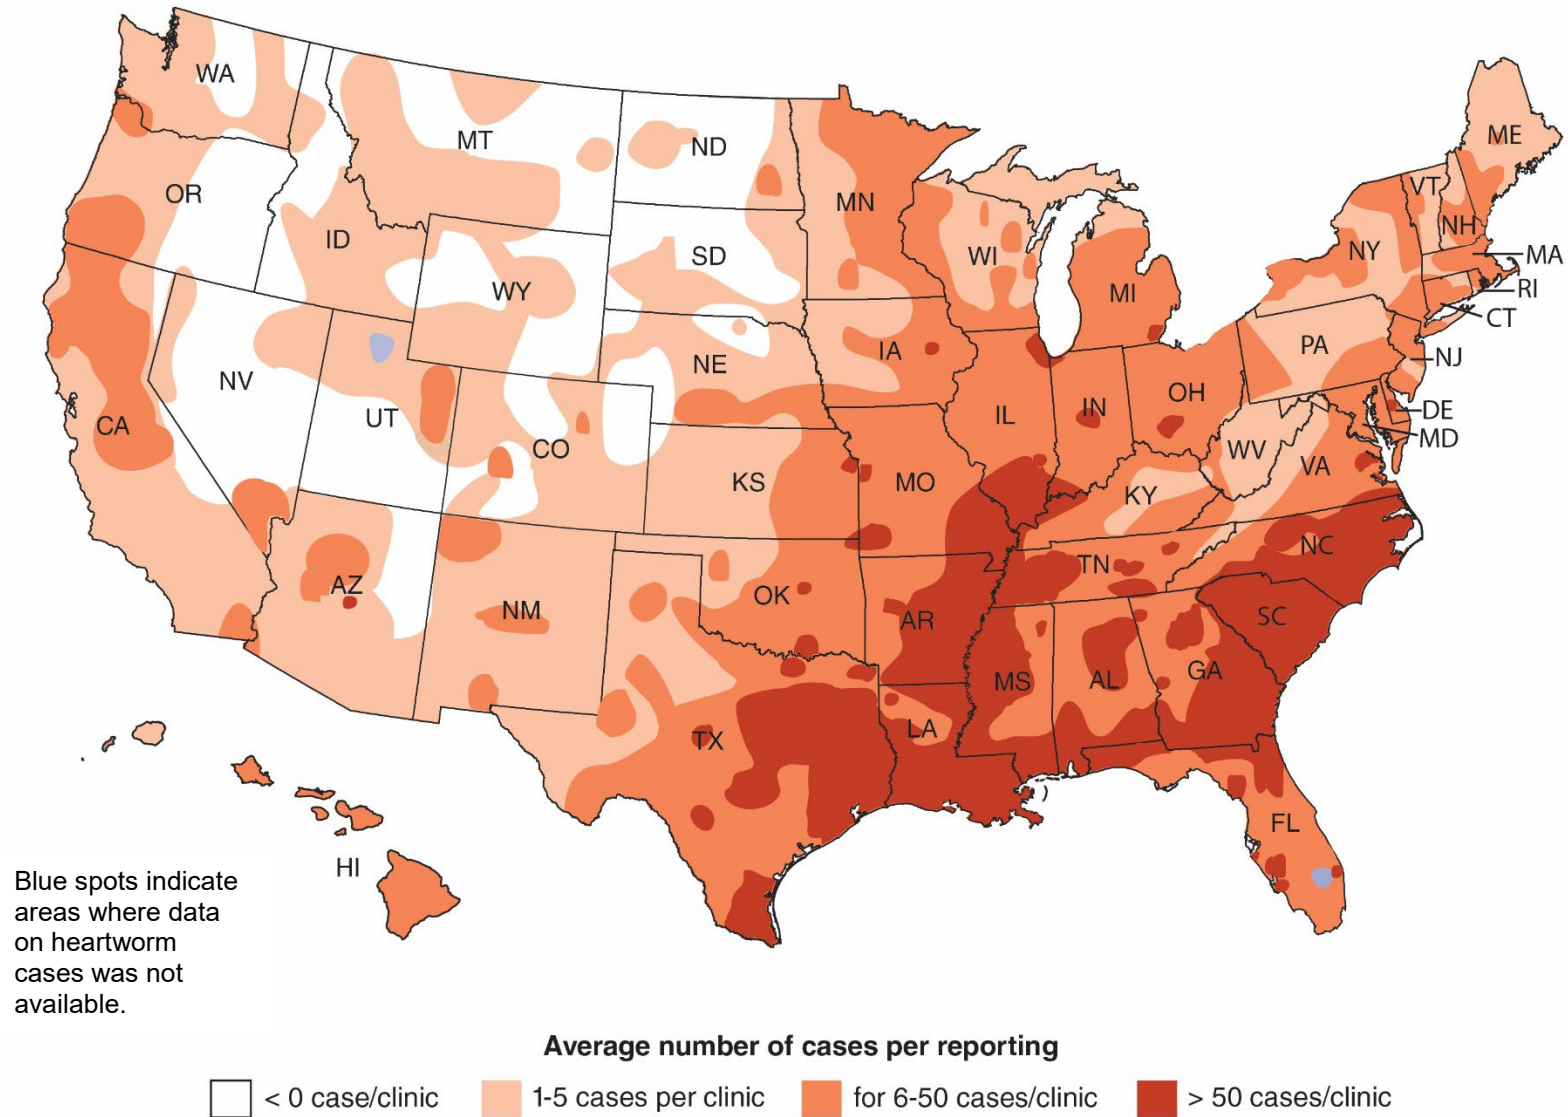 WA
MT
ND
ME
OR
MN
VT
ID
SD
WI
NH
NY
MA
WY
MI
RI
CT
IA
PA
NE
NJ
NV
OH
UT
IL
IN
DE
CA
CO
MD
WV
VA
KS
MO
KY
NC
TN
AZ
OK
NM
AR
SC
MS
AL
GA
LA
TX
FL
HI
Blue spots indicate
areas where data
on heartworm
cases was not
available.
Average number of cases per reporting
< 0 case/clinic 1-5 cases per clinic for 6-50 cases/clinic > 50 cases/clinic